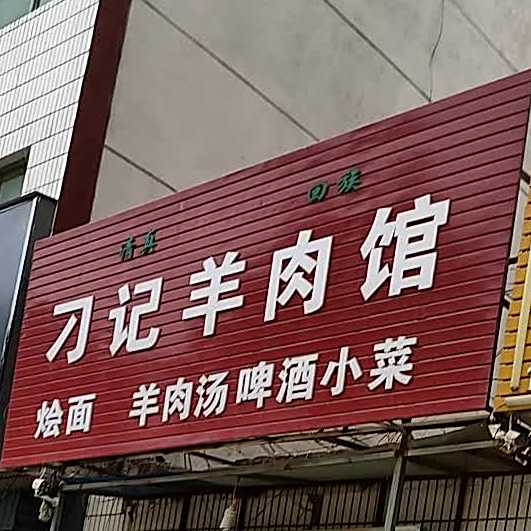 清真 回族
刁记羊肉馆
烩面 羊肉汤 啤酒小菜